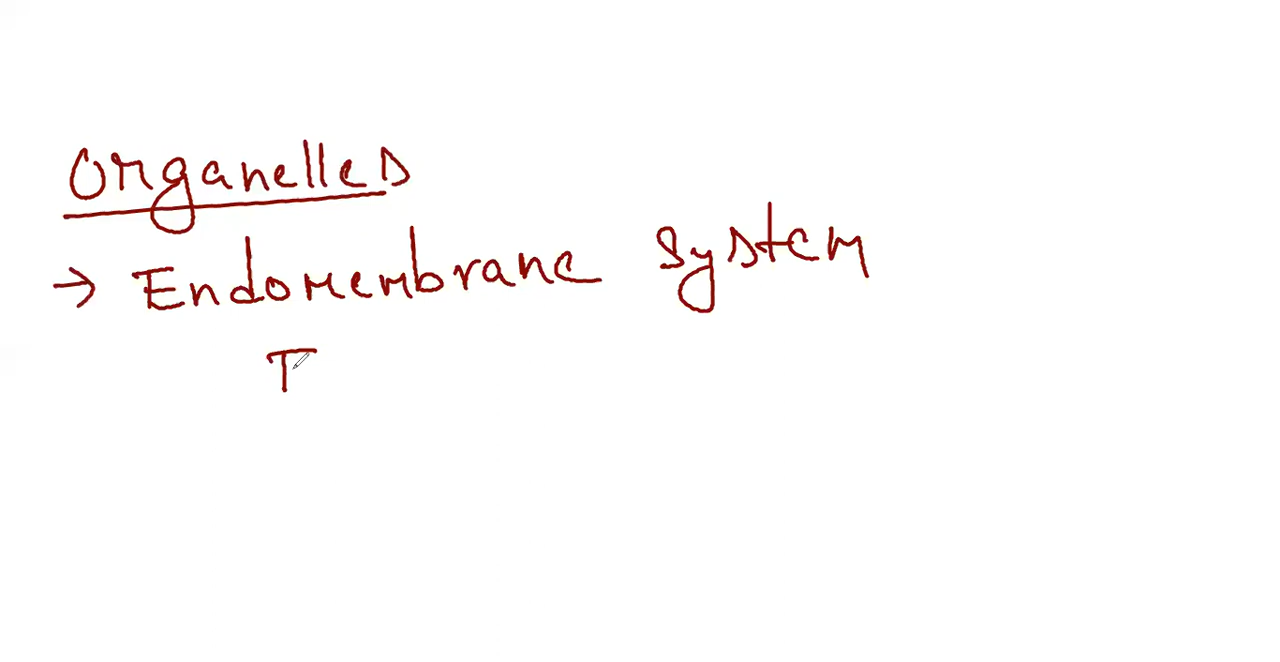 Organelles
→ Endomembrane system
T